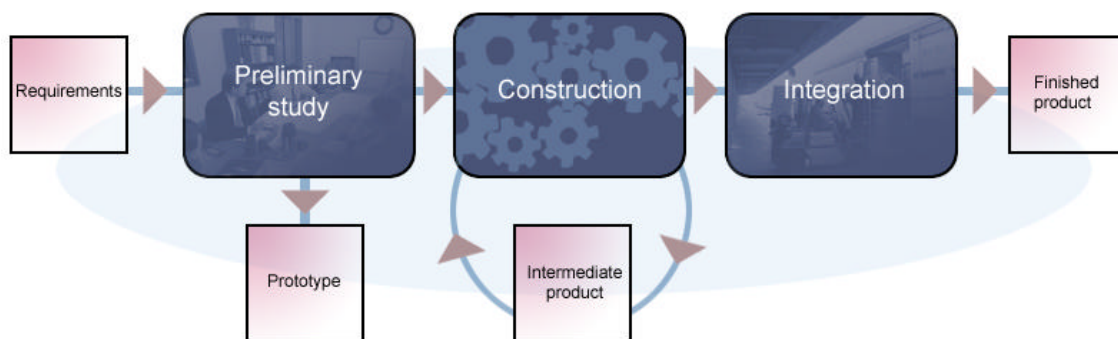 Requirements
Preliminary
study
Construction
Integration
Finished
product
Prototype
Intermediate
product